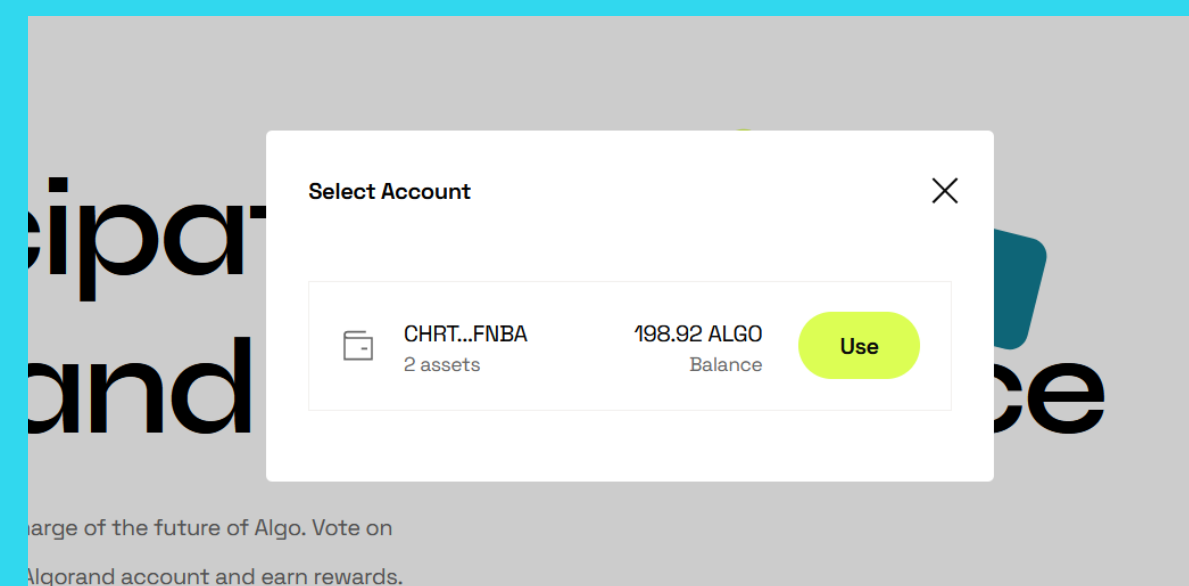 Select Account
CHRT...FNBA
198.92 ALGO
2 assets
Balance
Use
and
of the future of Algo. Vote on
Algorand account and earn rewards.